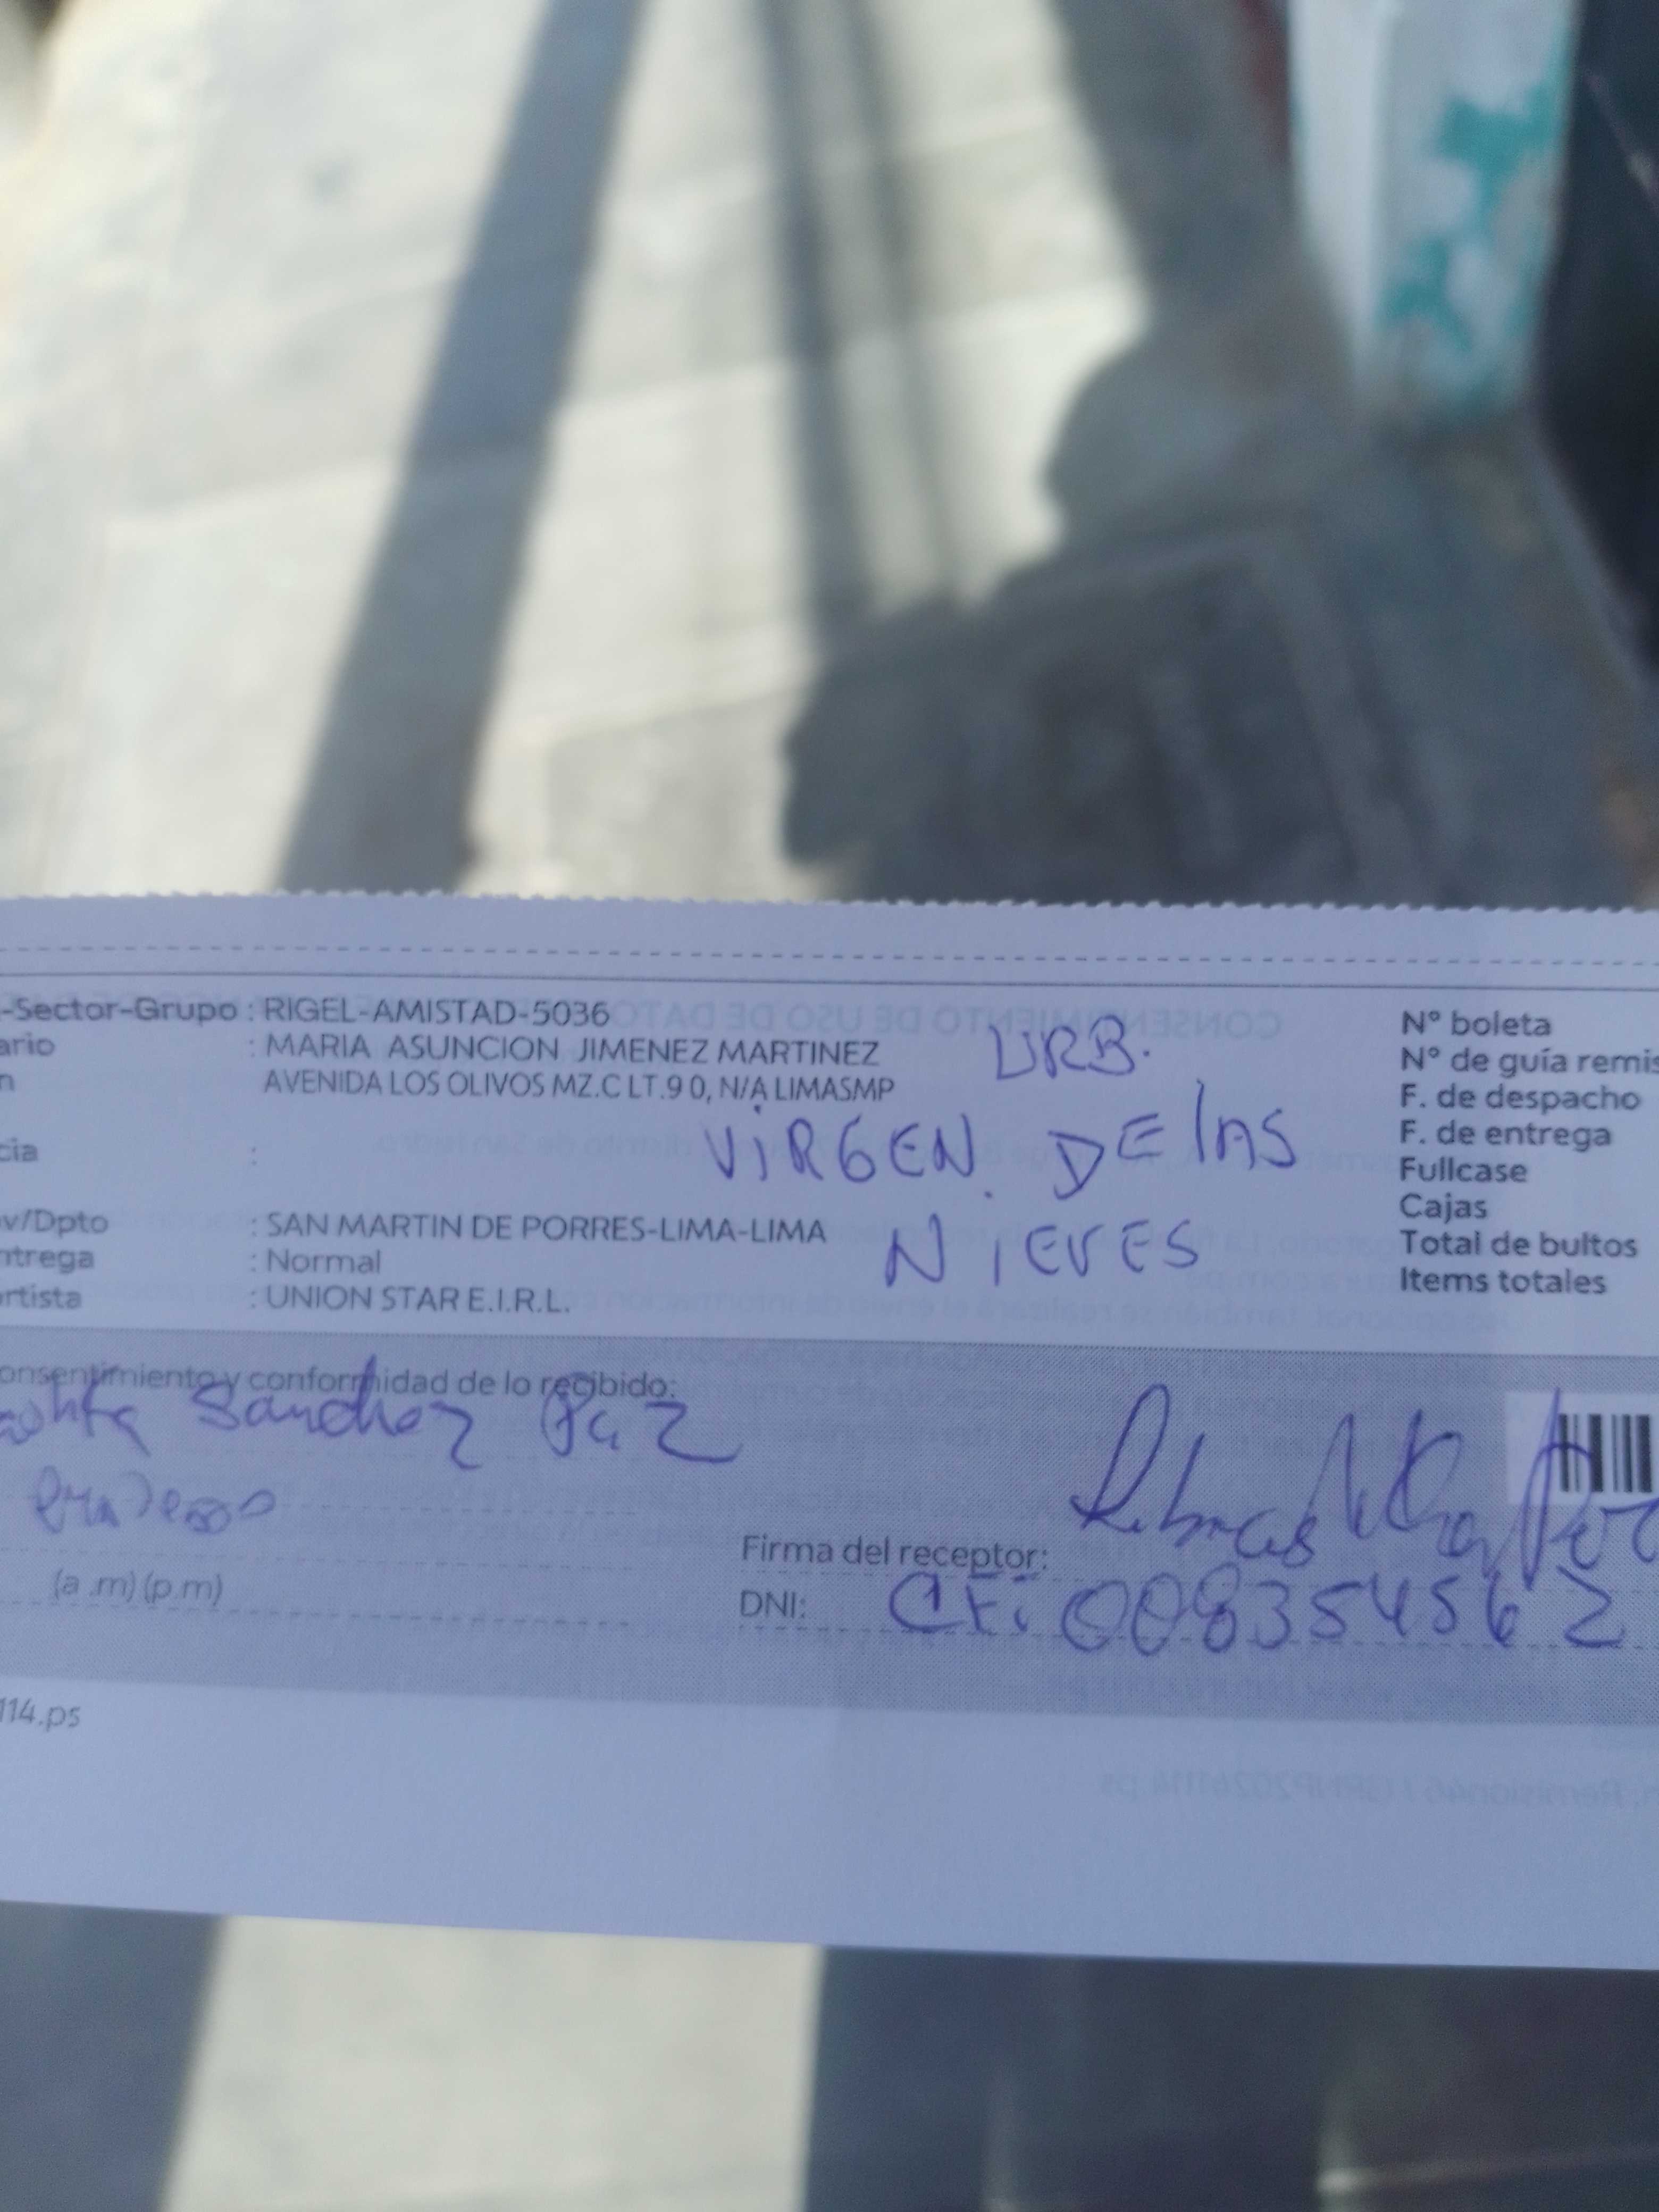 -Sector-Grupo : RIGEL-AMISTAD-5036
ario : MARIA ASUNCION JIMENEZ MARTINEZ
n AVENIDA LOS OLIVOS MZ.C LT.9 0, N/A LIMASMP
URB.
VIRGEN DE lAS
NIEVES
cia :
v/Dpto : SAN MARTIN DE PORRES-LIMA-LIMA
ntrega : Normal
rtista : UNION STAR E.I.R.L.
N° boleta
N° de guía remis
F. de despacho
F. de entrega
Fullcase
Cajas
Total de bultos
Items totales
onsentimiento y conformidad de lo recibido:
Sanchez Paz
(a.m) (p.m)
Firma del receptor:
DNI: CE: 008354562
114.ps